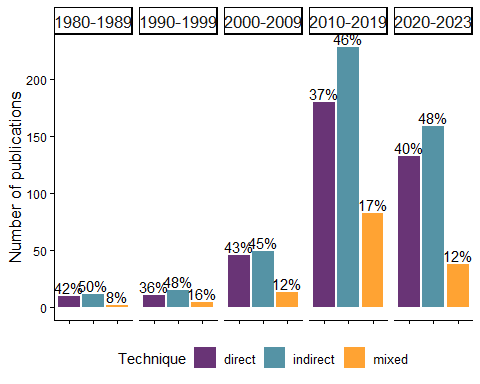 1980-1989 1990-1999 2000-2009 2010-2019 2020-2023
Number of publications
200
150
100
50
0
42% 50% 8%
36% 48% 16%
43% 45% 12%
37% 46% 17%
40% 48% 12%
Technique direct indirect mixed